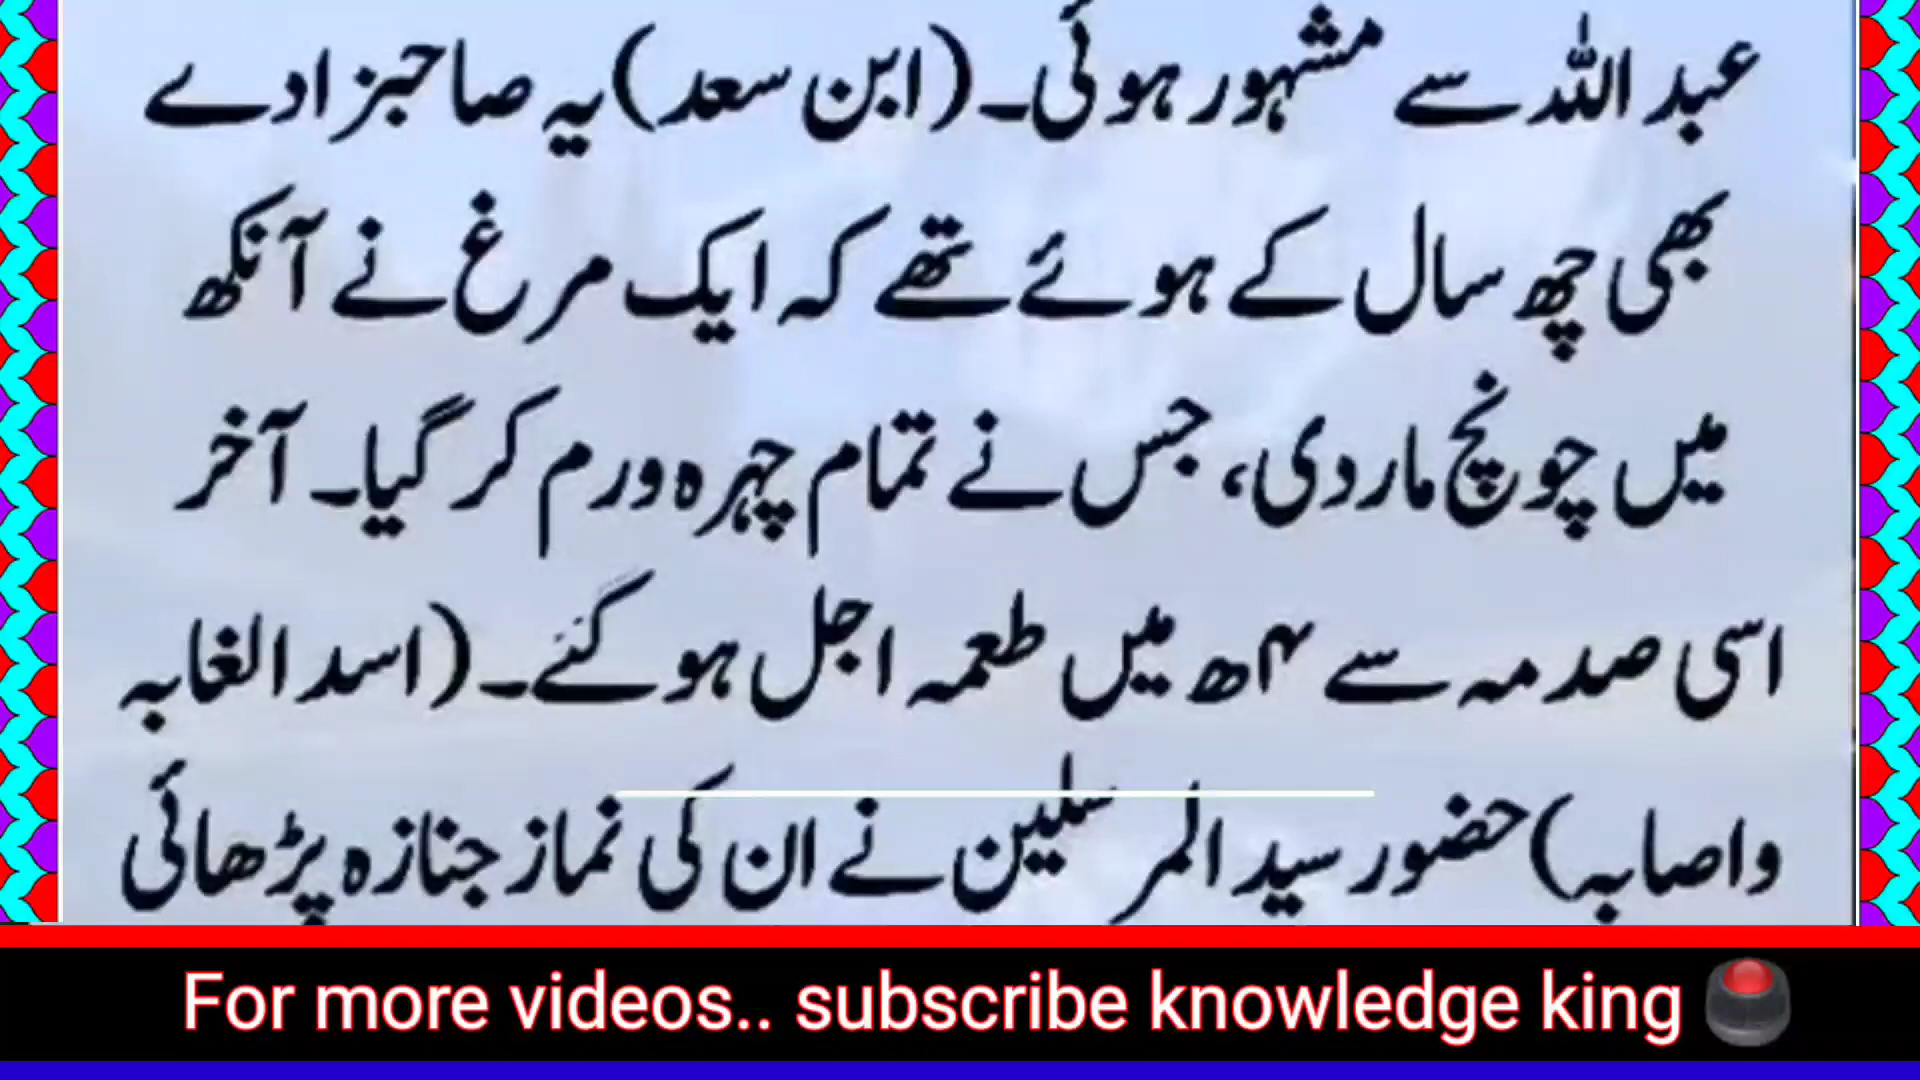 عبد اللہ سے مشہور ہوئی۔ (ابن سعد) یہ صاحبزادے
بھی چھ سال کے ہوئے تھے کہ ایک مرغ نے آنکھ
میں چونچ ماردی، جس نے تمام چہرہ ورم کر گیا۔ آخر
اسی صدمہ سے ۴ھ میں طعمہ اجل ہو گئے۔ (اسد الغابہ
واصابہ) حضور سید المرسلین نے ان کی نماز جنازہ پڑھائی
For more videos.. subscribe knowledge king